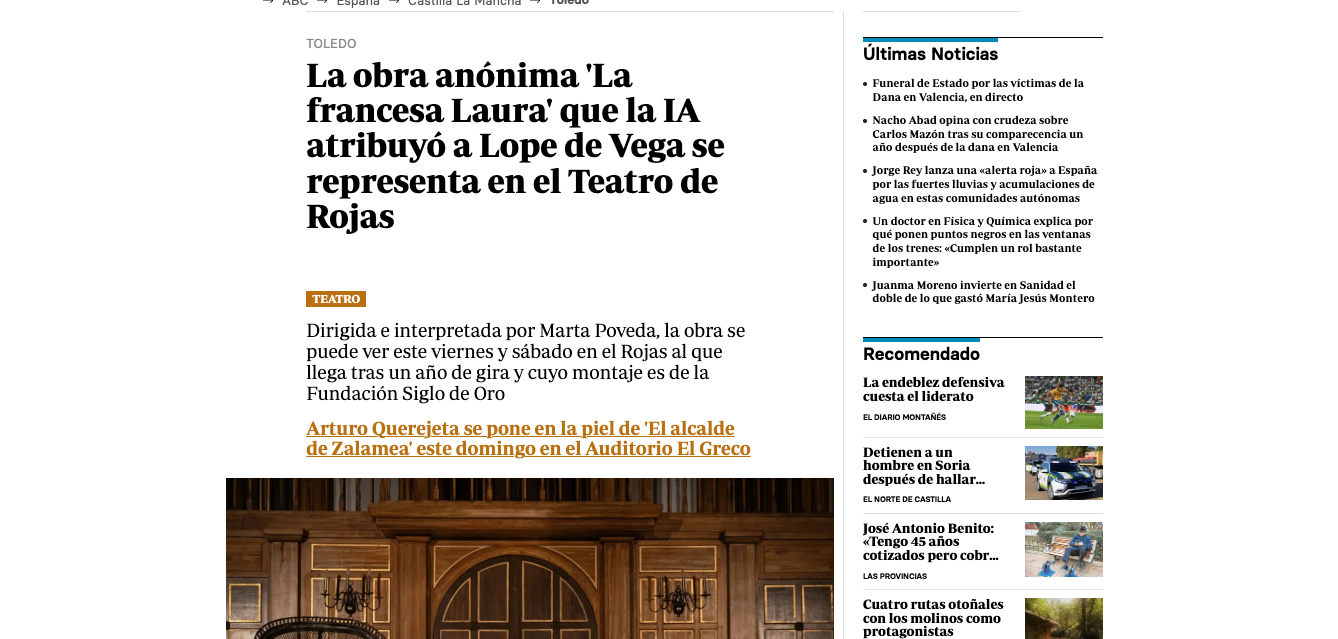 → ABC → España → Castilla La Mancha → Toledo
TOLEDO
La obra anónima 'La
francesa Laura' que la IA
atribuyó a Lope de Vega se
representa en el Teatro de
Rojas
TEATRO
Dirigida e interpretada por Marta Poveda, la obra se
puede ver este viernes y sábado en el Rojas al que
llega tras un año de gira y cuyo montaje es de la
Fundación Siglo de Oro
Arturo Querejeta se pone en la piel de 'El alcalde
de Zalamea' este domingo en el Auditorio El Greco
Últimas Noticias
• Funeral de Estado por las víctimas de la
Dana en Valencia, en directo
• Nacho Abad opina con crudeza sobre
Carlos Mazón tras su comparecencia un
año después de la dana en Valencia
• Jorge Rey lanza una «alerta roja» a España
por las fuertes lluvias y acumulaciones de
agua en estas comunidades autónomas
• Un doctor en Física y Química explica por
qué ponen puntos negros en las ventanas
de los trenes: «Cumplen un rol bastante
importante»
• Juanma Moreno invierte en Sanidad el
doble de lo que gastó María Jesús Montero
Recomendado
La endeblez defensiva
cuesta el liderato
EL DIARIO MONTAÑÉS
Detienen a un
hombre en Soria
después de hallar...
EL NORTE DE CASTILLA
José Antonio Benito:
«Tengo 45 años
cotizados pero cobr...
LAS PROVINCIAS
Cuatro rutas otoñales
con los molinos como
protagonistas